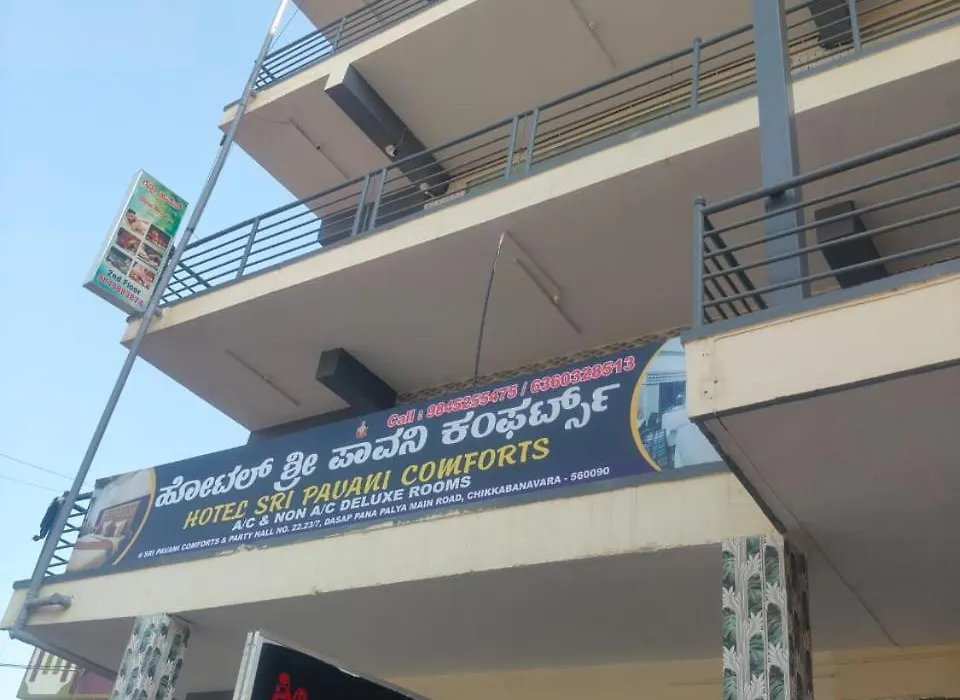 2nd Floor
Call : 9845255475 / 6360328513
ಹೋಟಲ್ ಶ್ರೀ ಪಾವನಿ ಕಂಫರ್ಟ್ಸ್
HOTEL SRI PAVANI COMFORTS
A/C & NON A/C DELUXE ROOMS
# SRI PAVANI COMFORTS & PARTY HALL NO. 22.23/7, DASAP PANA PALYA MAIN ROAD, CHIKKABANAVARA - 560090
ಶ್ರೀ